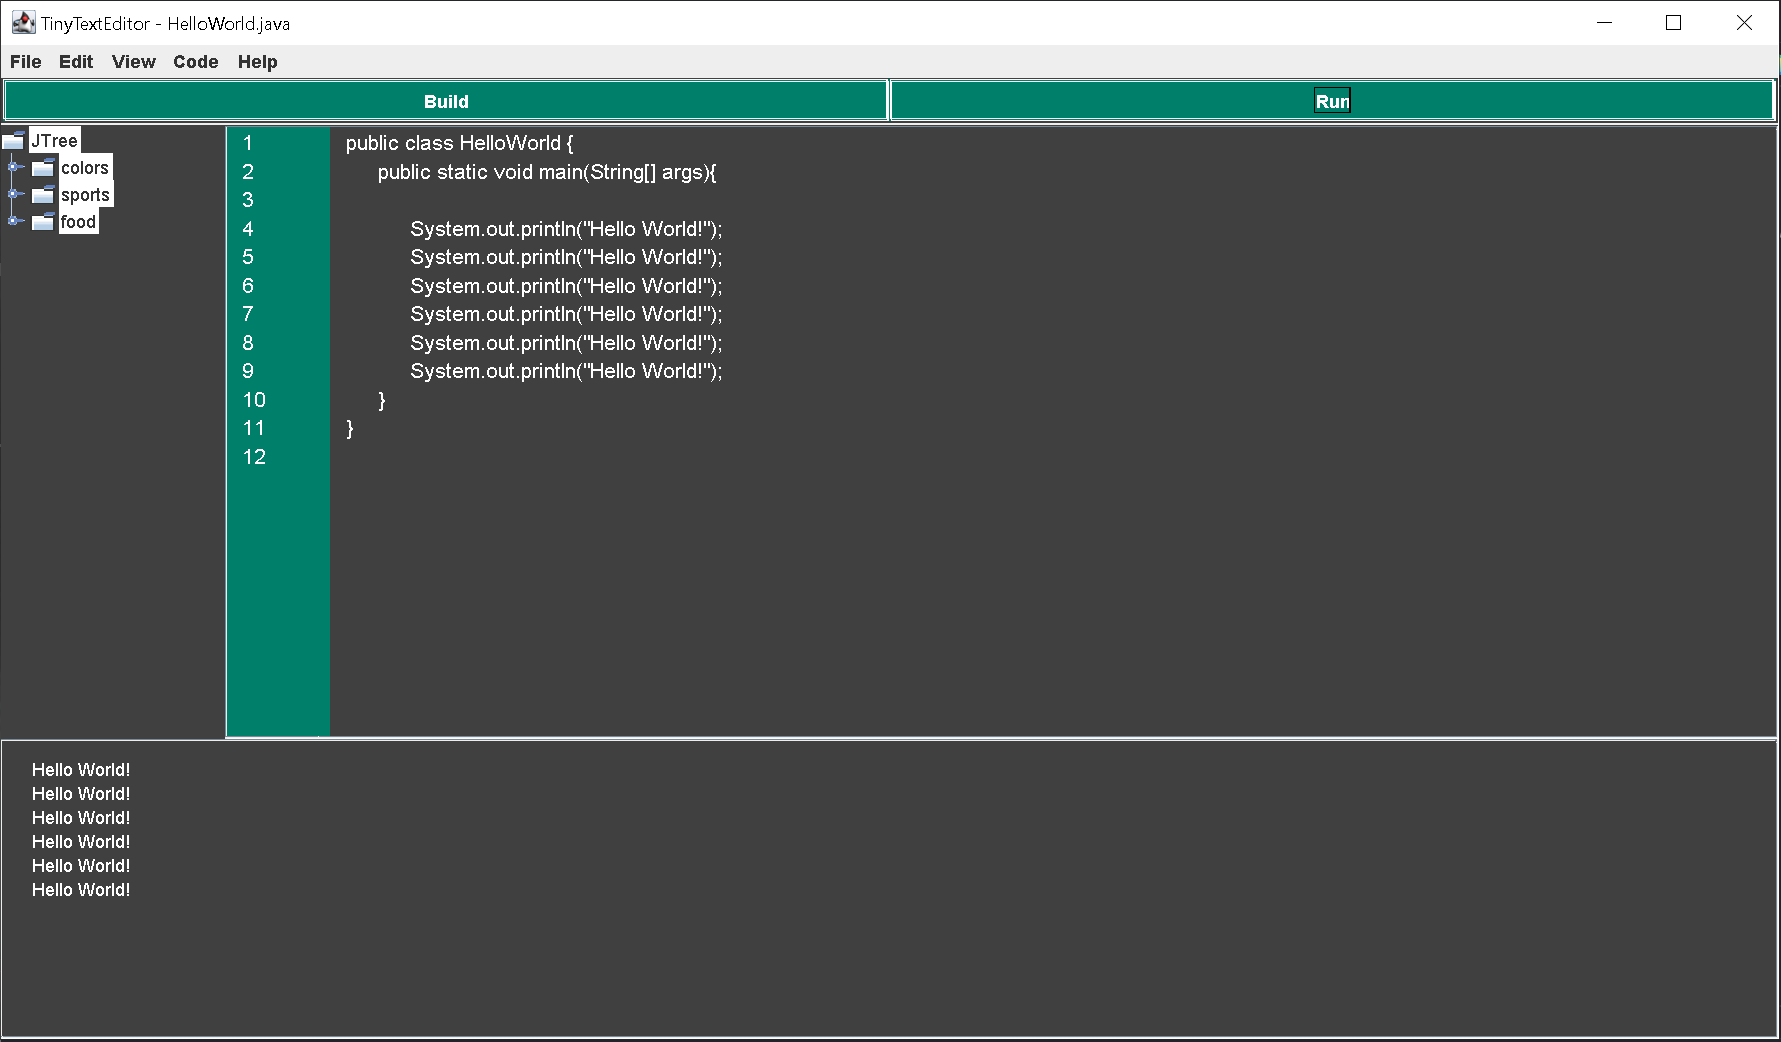 TinyTextEditor - HelloWorld.java
File Edit View Code Help
Build Run
JTree
colors
sports
food
1 public class HelloWorld {
2 public static void main(String[] args){
3
4 System.out.println("Hello World!");
5 System.out.println("Hello World!");
6 System.out.println("Hello World!");
7 System.out.println("Hello World!");
8 System.out.println("Hello World!");
9 System.out.println("Hello World!");
10 }
11 }
12
Hello World!
Hello World!
Hello World!
Hello World!
Hello World!
Hello World!